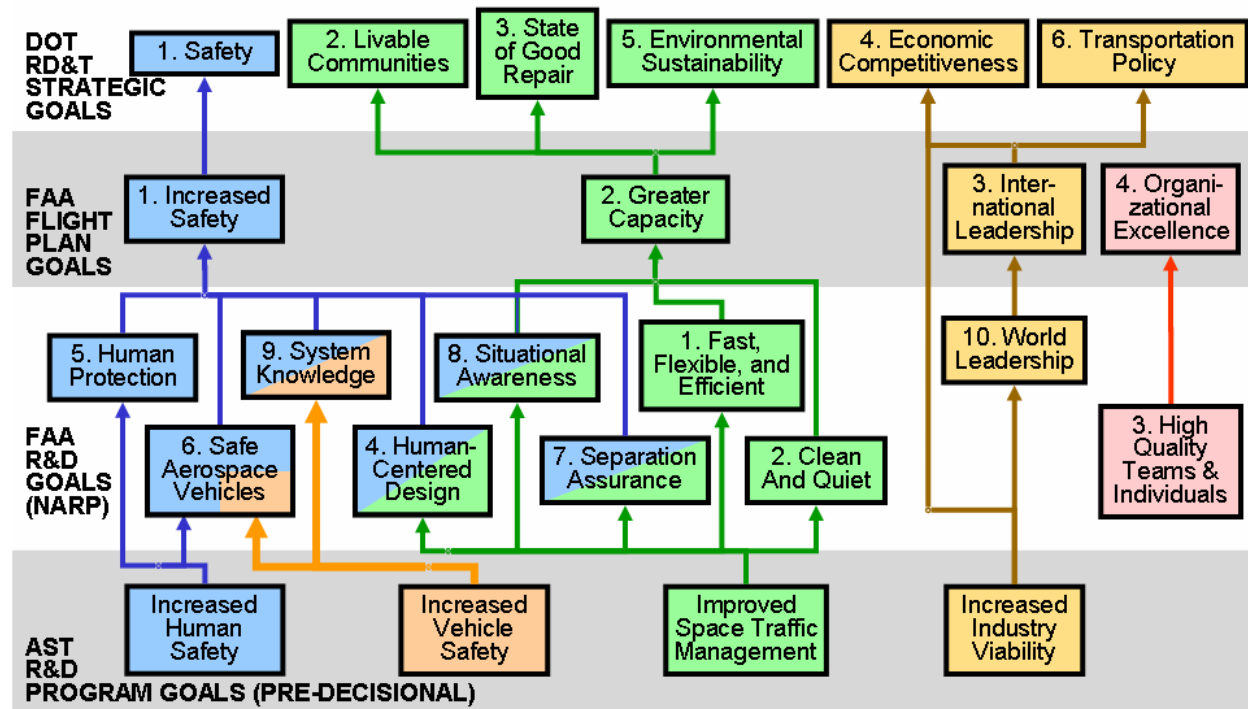 DOT
RD&T
STRATEGIC
GOALS
1. Safety
2. Livable
Communities
3. State
of Good
Repair
5. Environmental
Sustainability
4. Economic
Competitiveness
6. Transportation
Policy
FAA
FLIGHT
PLAN
GOALS
1. Increased
Safety
2. Greater
Capacity
3. Inter-
national
Leadership
4. Organi-
zational
Excellence
FAA
R&D
GOALS
(NARP)
5. Human
Protection
9. System
Knowledge
8. Situational
Awareness
1. Fast,
Flexible, and
Efficient
10. World
Leadership
6. Safe
Aerospace
Vehicles
4. Human-
Centered
Design
7. Separation
Assurance
2. Clean
And Quiet
3. High
Quality
Teams &
Individuals
AST
R&D
PROGRAM GOALS (PRE-DECISIONAL)
Increased
Human
Safety
Increased
Vehicle
Safety
Improved
Space Traffic
Management
Increased
Industry
Viability